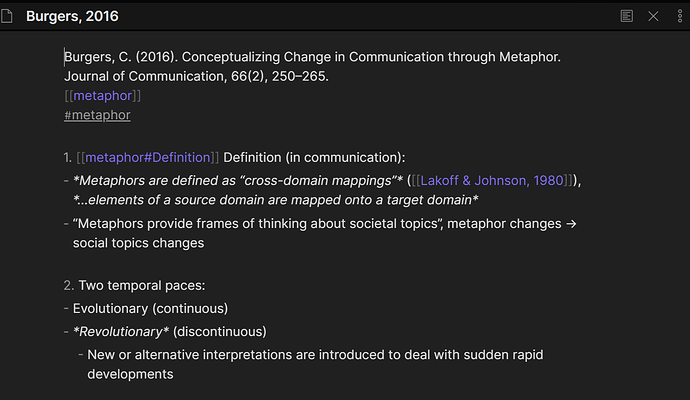 Burgers, 2016
Burgers, C. (2016). Conceptualizing Change in Communication through Metaphor.
Journal of Communication, 66(2), 250–265.
[[metaphor]]
#metaphor
1. [[metaphor#Definition]] Definition (in communication):
- *Metaphors are defined as “cross-domain mappings”* ([[Lakoff & Johnson, 1980]]),
*...elements of a source domain are mapped onto a target domain*
- “Metaphors provide frames of thinking about societal topics”, metaphor changes →
social topics changes
2. Two temporal paces:
- Evolutionary (continuous)
- *Revolutionary* (discontinuous)
- New or alternative interpretations are introduced to deal with sudden rapid
developments